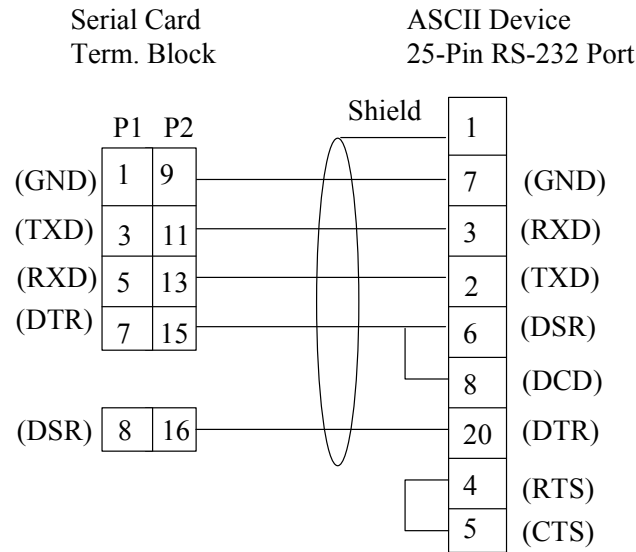 Serial Card
Term. Block
ASCII Device
25-Pin RS-232 Port
Shield
P1 P2
1
(GND) 1 9 7 (GND)
(TXD) 3 11 3 (RXD)
(RXD) 5 13 2 (TXD)
(DTR) 7 15 6 (DSR)
8 (DCD)
(DSR) 8 16 20 (DTR)
4 (RTS)
5 (CTS)